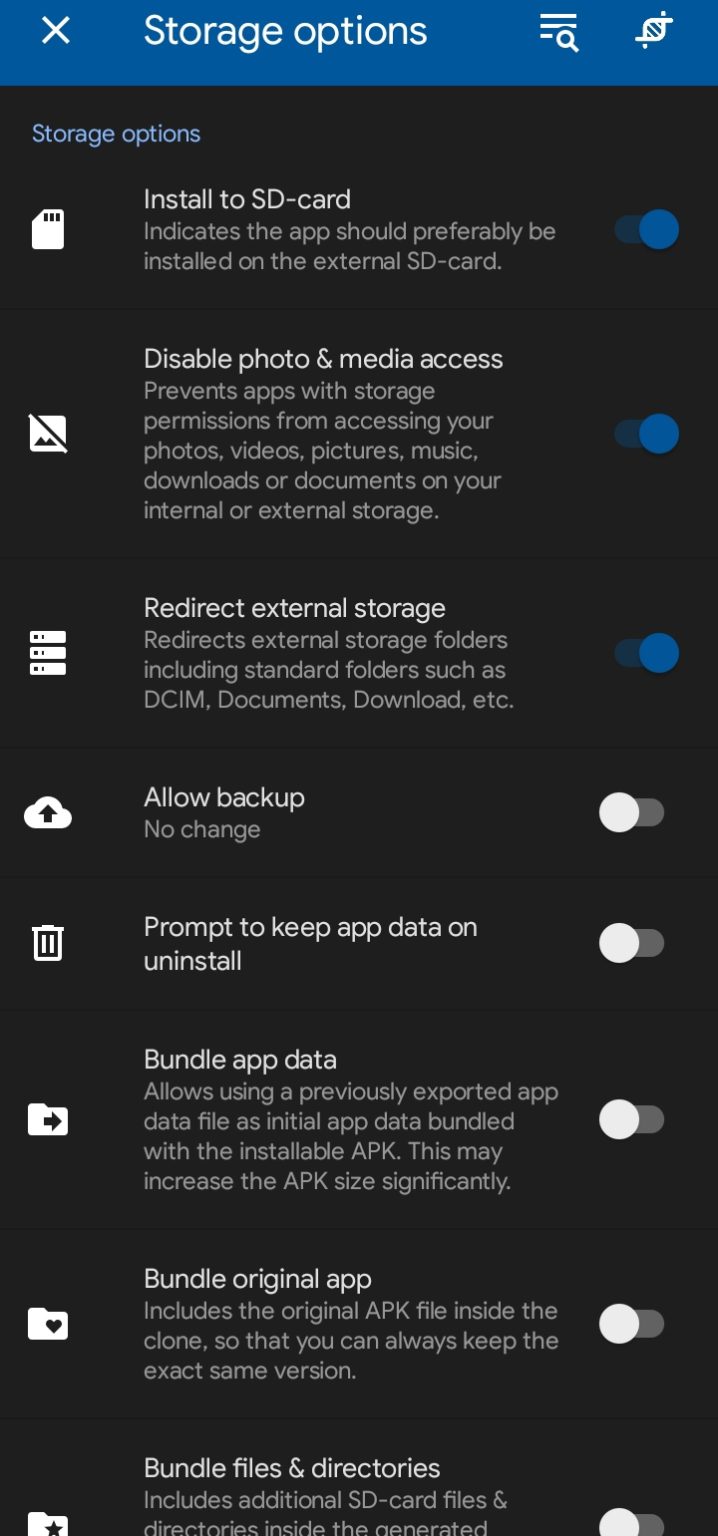 Storage options
Storage options
Install to SD-card
Indicates the app should preferably be
installed on the external SD-card.
Disable photo & media access
Prevents apps with storage
permissions from accessing your
photos, videos, pictures, music,
downloads or documents on your
internal or external storage.
Redirect external storage
Redirects external storage folders
including standard folders such as
DCIM, Documents, Download, etc.
Allow backup
No change
Prompt to keep app data on
uninstall
Bundle app data
Allows using a previously exported app
data file as initial app data bundled
with the installable APK. This may
increase the APK size significantly.
Bundle original app
Includes the original APK file inside the
clone, so that you can always keep the
exact same version.
Bundle files & directories
Includes additional SD-card files &
directories inside the generated